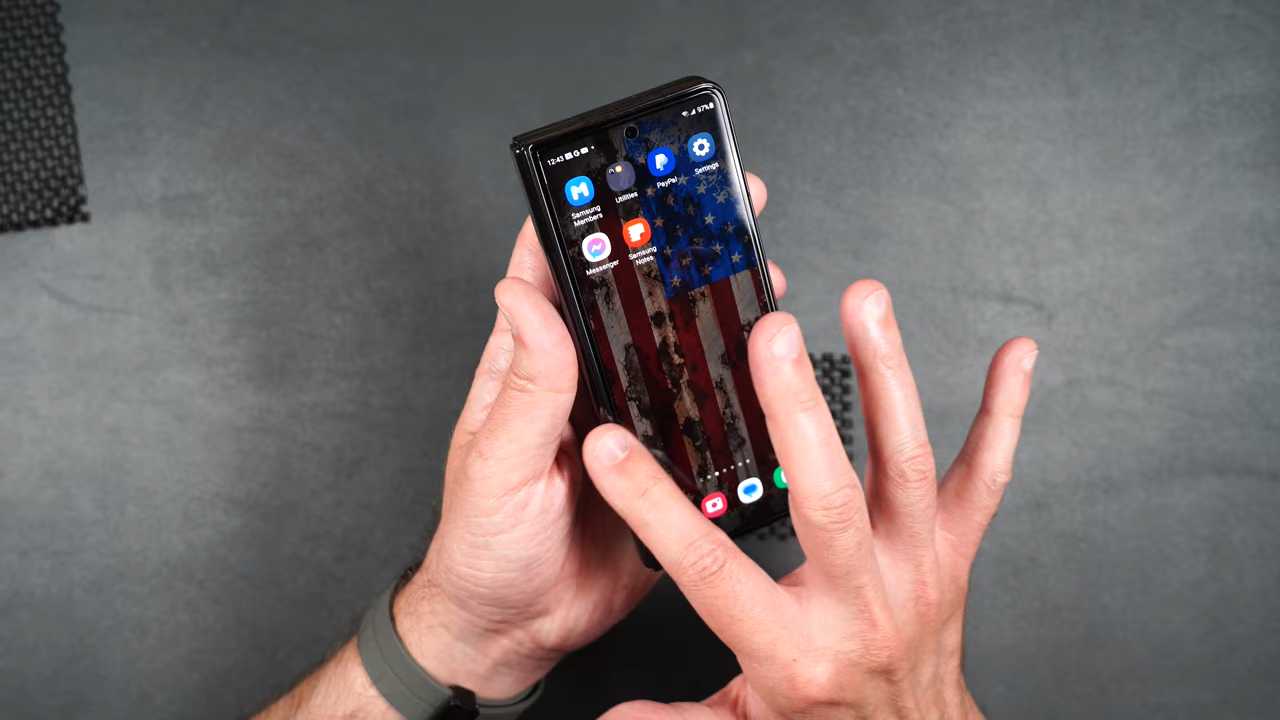 12:43
97%
Samsung
Members
Utilities
PayPal
Settings
Messenger
Samsung
Notes